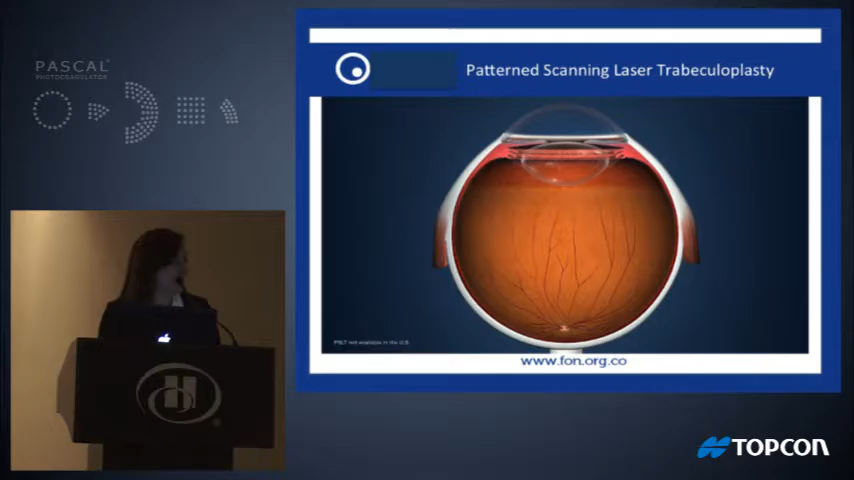 PASCAL®
PHOTOCOAGULATOR
Patterned Scanning Laser Trabeculoplasty
PSLT not available in the U.S.
www.fon.org.co
TOPCON